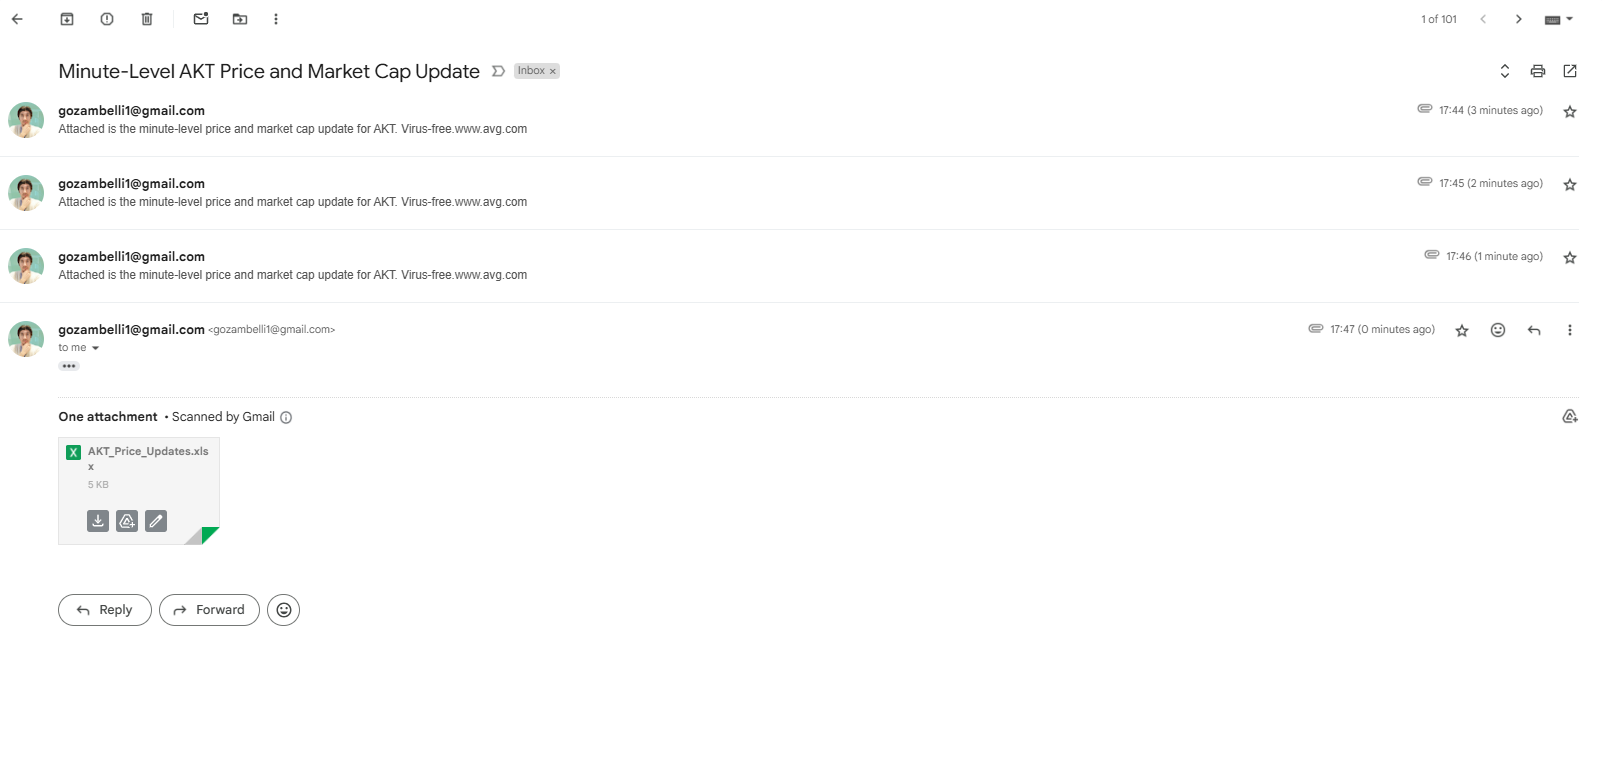 1 of 101
Minute-Level AKT Price and Market Cap Update
Inbox x
gozambelli1@gmail.com
17:44 (3 minutes ago)
Attached is the minute-level price and market cap update for AKT. Virus-free.www.avg.com
gozambelli1@gmail.com
17:45 (2 minutes ago)
Attached is the minute-level price and market cap update for AKT. Virus-free.www.avg.com
gozambelli1@gmail.com
17:46 (1 minute ago)
Attached is the minute-level price and market cap update for AKT. Virus-free.www.avg.com
gozambelli1@gmail.com <gozambelli1@gmail.com>
17:47 (0 minutes ago)
to me
One attachment • Scanned by Gmail
X AKT_Price_Updates.xls
x
5 KB
Reply
Forward